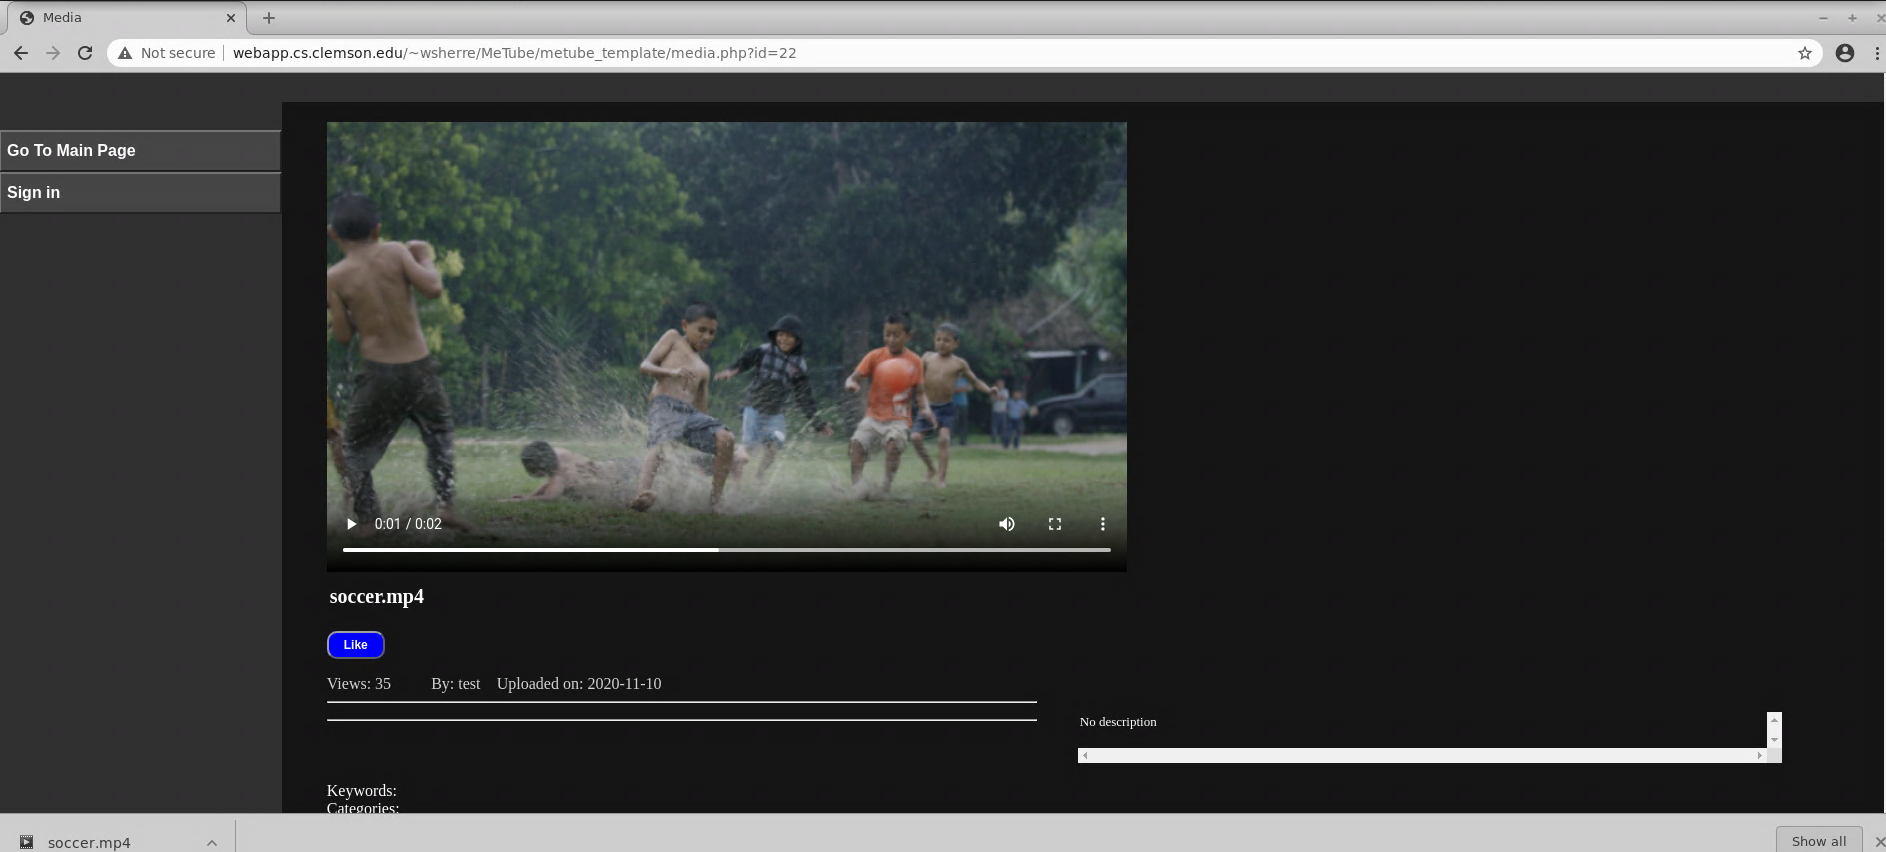 Media
Not secure
webapp.cs.clemson.edu/~wsherre/MeTube/metube_template/media.php?id=22
Go To Main Page
Sign in
0:01 / 0:02
soccer.mp4
Like
Views: 35 By: test Uploaded on: 2020-11-10
No description
Keywords:
Categories:
soccer.mp4
Show all